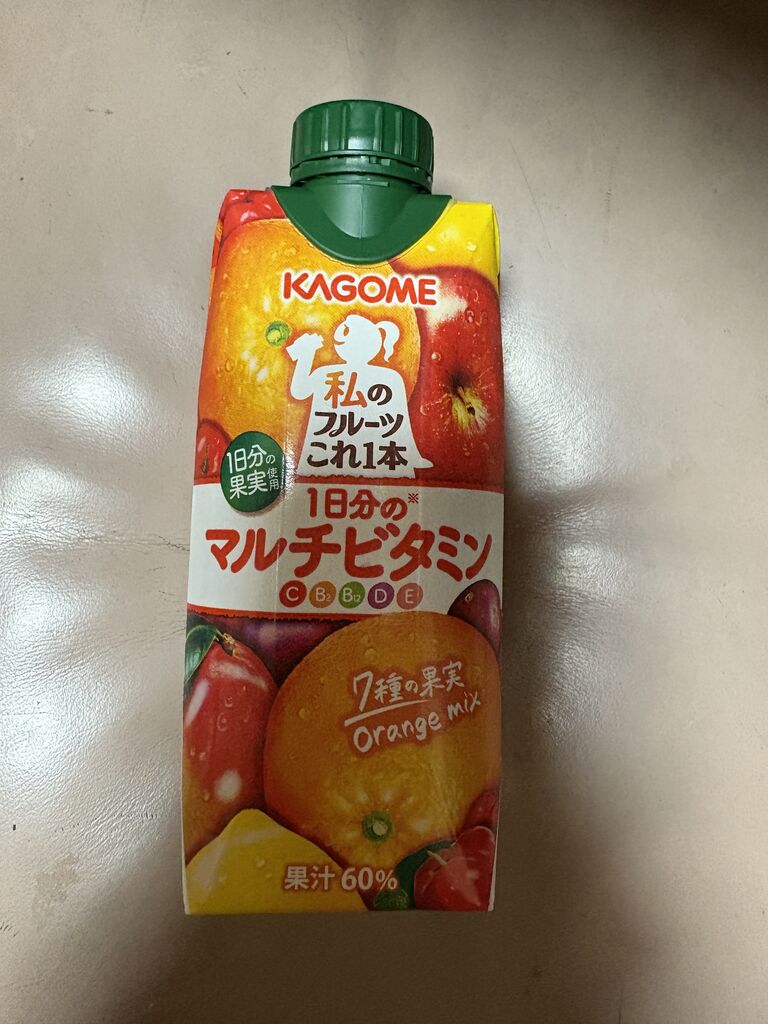 KAGOME
私の
フルーツ
これ1本
1日分の
果実使用
1日分の※
マルチビタミン
C B2 B12 D E
7種の果実
Orange mix
果汁 60%